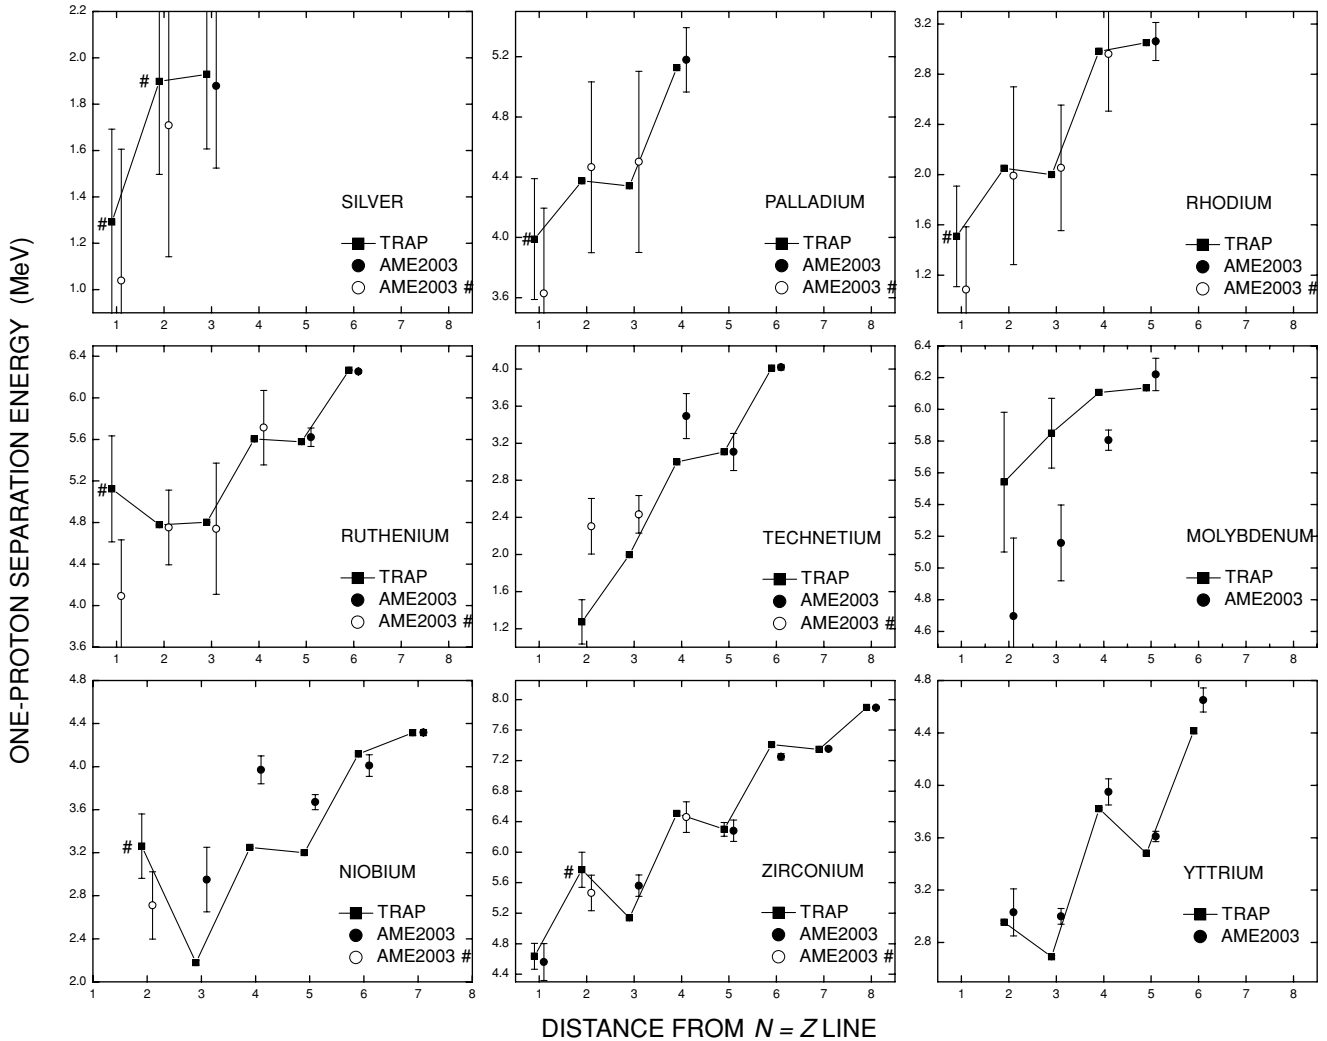 ONE-PROTON SEPARATION ENERGY (MeV)
2.2
2.0
1.8
1.6
1.4
1.2
1.0
#
#
SILVER
TRAP
AME2003
AME2003 #
1 2 3 4 5 6 7 8
5.2
4.8
4.4
4.0
3.6
#
PALLADIUM
TRAP
AME2003
AME2003 #
1 2 3 4 5 6 7 8
3.2
2.8
2.4
2.0
1.6
1.2
#
RHODIUM
TRAP
AME2003
AME2003 #
1 2 3 4 5 6 7 8
6.4
6.0
5.6
5.2
4.8
4.4
4.0
3.6
#
RUTHENIUM
TRAP
AME2003
AME2003 #
1 2 3 4 5 6 7 8
4.0
3.6
3.2
2.8
2.4
2.0
1.6
1.2
TECHNETIUM
TRAP
AME2003
AME2003 #
1 2 3 4 5 6 7 8
6.4
6.2
6.0
5.8
5.6
5.4
5.2
5.0
4.8
4.6
MOLYBDENUM
TRAP
AME2003
1 2 3 4 5 6 7 8
4.8
4.4
4.0
3.6
3.2
2.8
2.4
2.0
#
NIOBIUM
TRAP
AME2003
AME2003 #
1 2 3 4 5 6 7 8
8.0
7.6
7.2
6.8
6.4
6.0
5.6
5.2
4.8
4.4
#
ZIRCONIUM
TRAP
AME2003
AME2003 #
1 2 3 4 5 6 7 8
4.8
4.4
4.0
3.6
3.2
2.8
YTTRIUM
TRAP
AME2003
1 2 3 4 5 6 7 8
DISTANCE FROM N = Z LINE